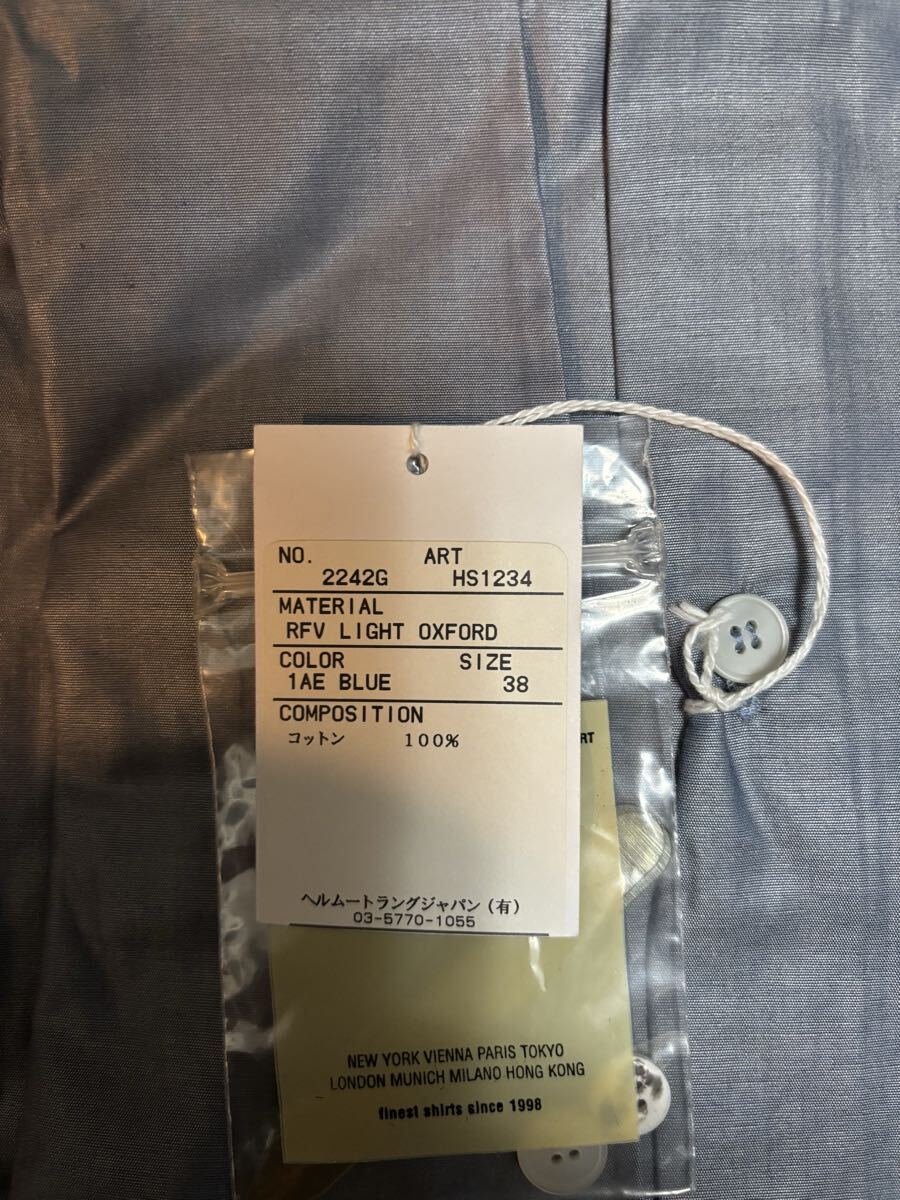 NO. ART
2242G HS1234
MATERIAL
RFV LIGHT OXFORD
COLOR SIZE
1AE BLUE 38
COMPOSITION
コットン 100%
RT
ヘルムートラングジャパン(有)
03-5770-1055
NEW YORK VIENNA PARIS TOKYO
LONDON MUNICH MILANO HONG KONG
finest shirts since 1998